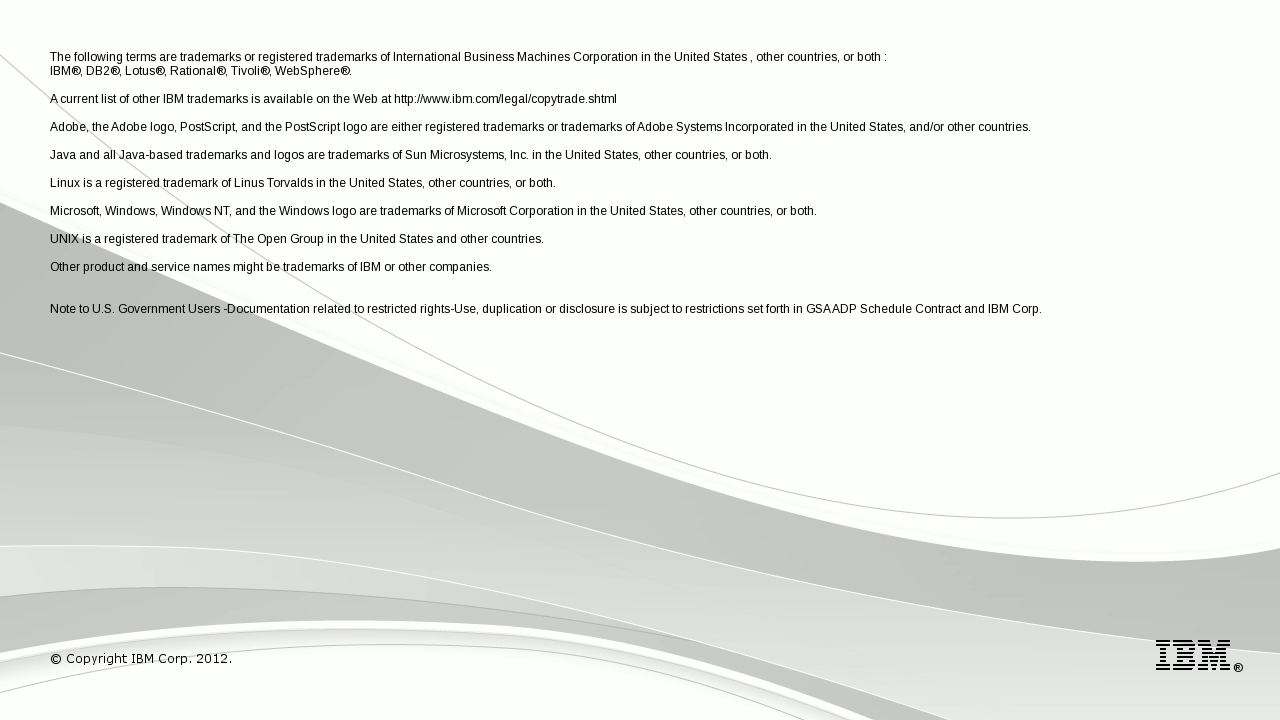 The following terms are trademarks or registered trademarks of International Business Machines Corporation in the United States , other countries, or both :
IBM®, DB2®, Lotus®, Rational®, Tivoli®, WebSphere®.
A current list of other IBM trademarks is available on the Web at http://www.ibm.com/legal/copytrade.shtml
Adobe, the Adobe logo, PostScript, and the PostScript logo are either registered trademarks or trademarks of Adobe Systems Incorporated in the United States, and/or other countries.
Java and all Java-based trademarks and logos are trademarks of Sun Microsystems, Inc. in the United States, other countries, or both.
Linux is a registered trademark of Linus Torvalds in the United States, other countries, or both.
Microsoft, Windows, Windows NT, and the Windows logo are trademarks of Microsoft Corporation in the United States, other countries, or both.
UNIX is a registered trademark of The Open Group in the United States and other countries.
Other product and service names might be trademarks of IBM or other companies.
Note to U.S. Government Users -Documentation related to restricted rights-Use, duplication or disclosure is subject to restrictions set forth in GSAADP Schedule Contract and IBM Corp.
© Copyright IBM Corp. 2012.
IBM®